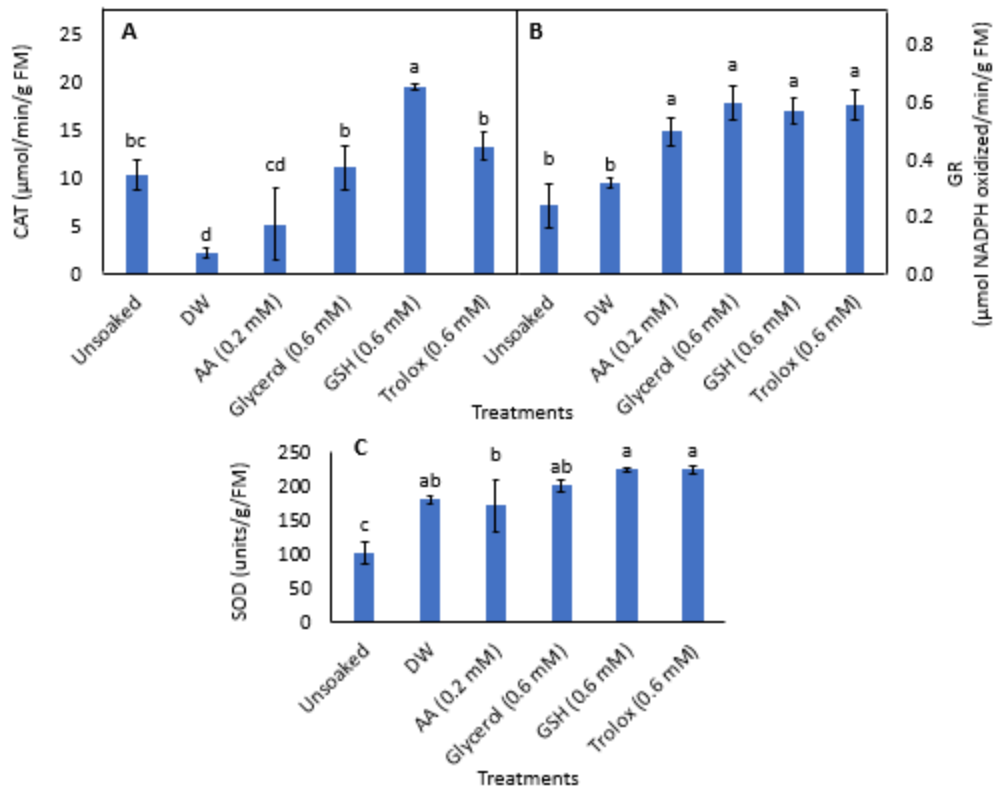 A
CAT (µmol/min/g FM)
25
20
15
10
5
0
bc
d
cd
b
a
b
Unsoaked
DW
AA (0.2 mM)
Glycerol (0.6 mM)
GSH (0.6 mM)
Trolox (0.6 mM)
B
b
b
a
a
a
a
0.8
0.6
0.4
0.2
0.0
GR
(µmol NADPH oxidized/min/g FM)
Unsoaked
DW
AA (0.2 mM)
Glycerol (0.6 mM)
GSH (0.6 mM)
Trolox (0.6 mM)
Treatments
C
SOD (units/g/FM)
250
200
150
100
50
0
c
ab
b
ab
a
a
Unsoaked
DW
AA (0.2 mM)
Glycerol (0.6 mM)
GSH (0.6 mM)
Trolox (0.6 mM)
Treatments